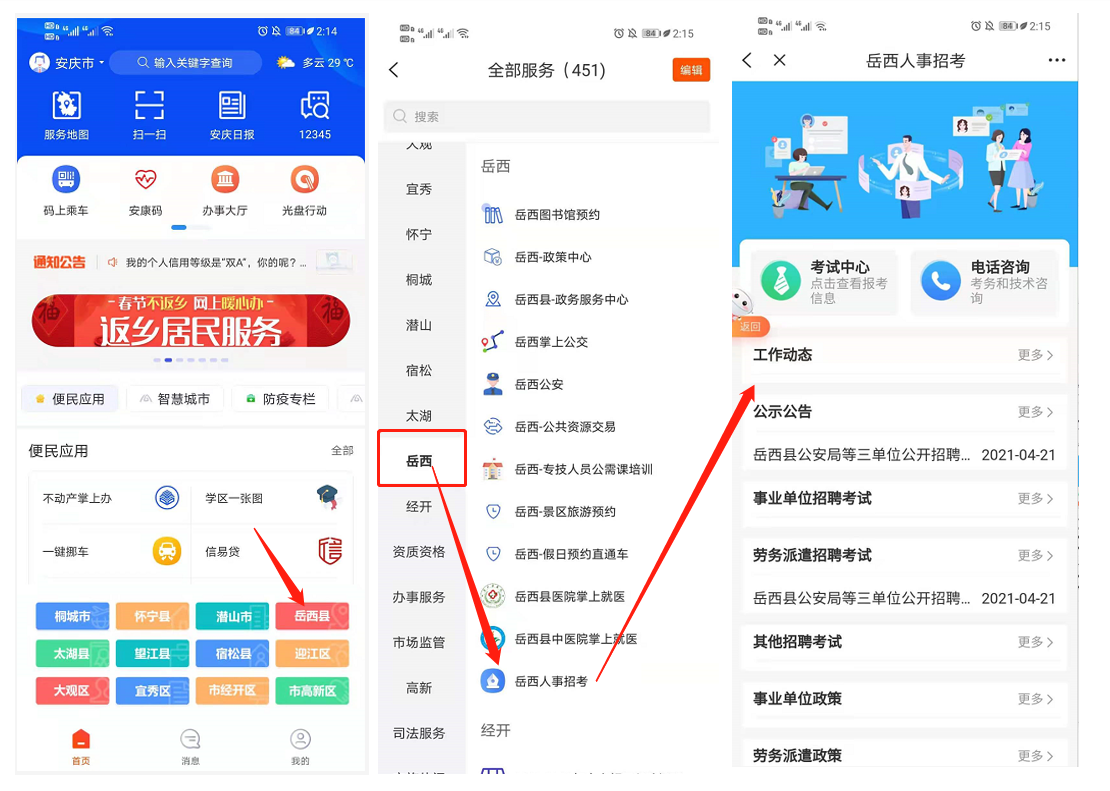 2:14
安庆市
输入关键字查询
多云 29 ℃
服务地图
扫一扫
安庆日报
12345
码上乘车
安康码
办事大厅
光盘行动
通知公告
我的个人信用等级是"双A"，你的呢？...
- 春节不返乡 网上暖心办 -
福
返乡居民服务
福
便民应用
智慧城市
防疫专栏
便民应用
全部
不动产掌上办
学区一张图
一键挪车
信易贷
信
桐城市
怀宁县
潜山市
岳西县
太湖县
望江县
宿松县
迎江区
大观区
宜秀区
市经开区
市高新区
首页
消息
我的
84
2:15
全部服务（451）
编辑
搜索
大观
宜秀
怀宁
桐城
潜山
宿松
太湖
岳西
经开
资质资格
办事服务
市场监管
高新
司法服务
岳西
岳西图书馆预约
岳西-政策中心
岳西县-政务服务中心
岳西掌上公交
岳西公安
岳西-公共资源交易
岳西-专技人员公需课培训
岳西-景区旅游预约
岳西-假日预约直通车
岳西县医院掌上就医
岳西县中医院掌上就医
岳西人事招考
经开
84
2:15
岳西人事招考
考试中心
点击查看报考
信息
电话咨询
考务和技术咨
询
返回
工作动态
更多
公示公告
更多
岳西县公安局等三单位公开招聘... 2021-04-21
事业单位招聘考试
更多
劳务派遣招聘考试
更多
岳西县公安局等三单位公开招聘... 2021-04-21
其他招聘考试
更多
事业单位政策
更多
劳务派遣政策
更多